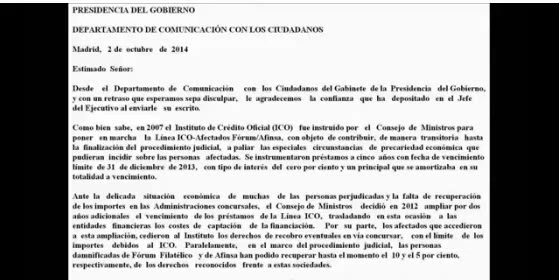 PRESIDENCIA DEL GOBIERNO
DEPARTAMENTO DE COMUNICACIÓN CON LOS CIUDADANOS
Madrid, 2 de octubre de 2014
Estimado Señor:
Desde el Departamento de Comunicación con los Ciudadanos del Gabinete de la Presidencia del Gobierno,
y con un retraso que esperamos sepa disculpar, le agradecemos la confianza que ha depositado en el Jefe
del Ejecutivo al enviarle su escrito.
Como bien sabe, en 2007 el Instituto de Crédito Oficial (ICO) fue instruido por el Consejo de Ministros para
poner en marcha la Línea ICO-Afectados Fórum/Afinsa, con objeto de contribuir, de manera transitoria hasta
la finalización del procedimiento judicial, a paliar las especiales circunstancias de precariedad económica que
pudieran incidir sobre las personas afectadas. Se instrumentaron préstamos a cinco años con fecha de vencimiento
límite de 31 de diciembre de 2013, con tipo de interés del cero por ciento y un principal que se amortizaba en su
totalidad a vencimiento.
Ante la delicada situación económica de muchas de las personas perjudicadas y la falta de recuperación
de los importes en las Administraciones concursales, el Consejo de Ministros decidió en 2012 ampliar por dos
años adicionales el vencimiento de los préstamos de la Línea ICO, trasladando en esta ocasión a las
entidades financieras los costes de captación de la financiación. Por su parte, los afectados que accedieron
a esta ampliación, cedieron al Instituto los derechos de recobro eventuales en vía concursar, con el límite de los
importes debidos al ICO. Paralelamente, en el marco del procedimiento judicial, las personas
damnificadas de Fórum Filatélico y de Afinsa han podido recuperar hasta el momento el 10 y el 5 por ciento,
respectivamente, de los derechos reconocidos frente a estas sociedades.